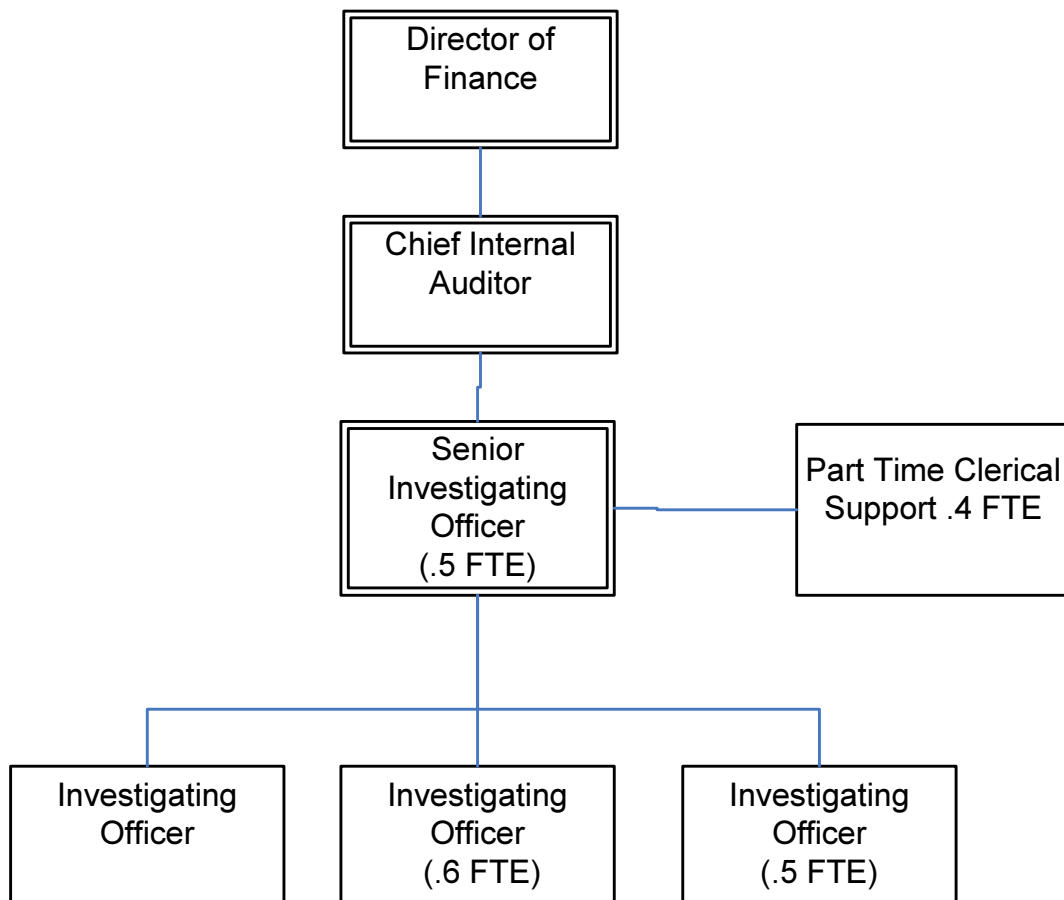 Director of
Finance
Chief Internal
Auditor
Senior
Investigating
Officer
(.5 FTE)
Part Time Clerical
Support .4 FTE
Investigating
Officer
Investigating
Officer
(.6 FTE)
Investigating
Officer
(.5 FTE)